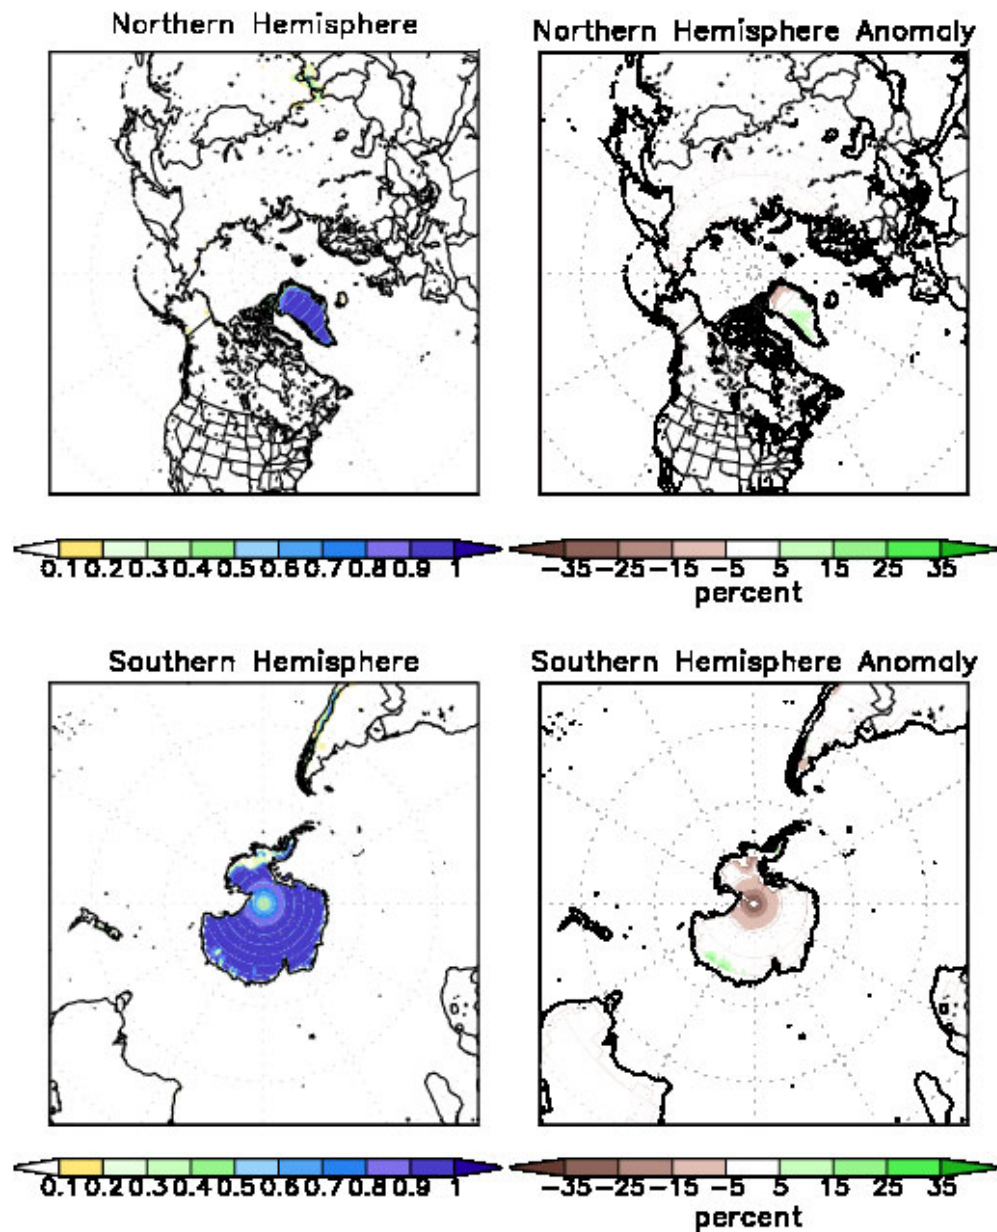 Northern Hemisphere
Northern Hemisphere Anomaly
0.1 0.2 0.3 0.4 0.5 0.6 0.7 0.8 0.9 1
-35 -25 -15 -5 5 15 25 35
percent
Southern Hemisphere
Southern Hemisphere Anomaly
0.1 0.2 0.3 0.4 0.5 0.6 0.7 0.8 0.9 1
-35 -25 -15 -5 5 15 25 35
percent